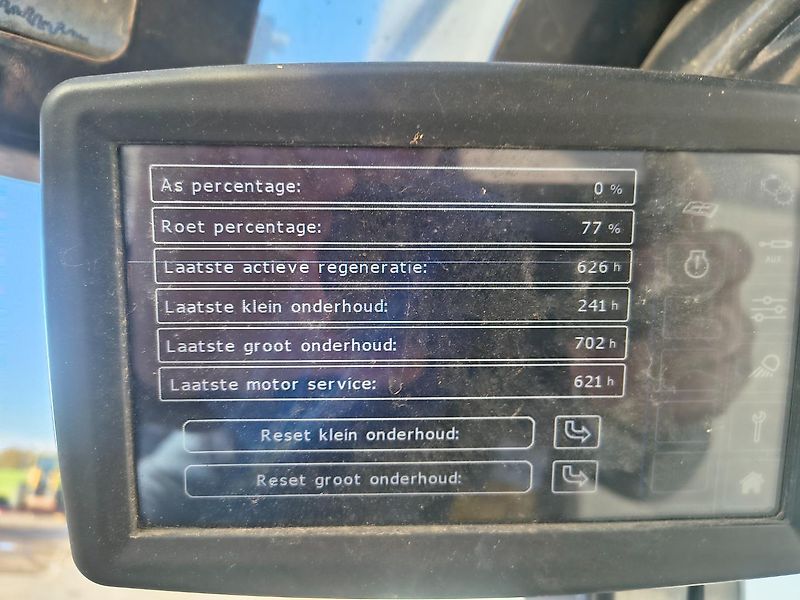 As percentage: 0 %
Roet percentage: 77 %
Laatste actieve regeneratie: 626 h
Laatste klein onderhoud: 241 h
Laatste groot onderhoud: 702 h
Laatste motor service: 621 h
Reset klein onderhoud:
Reset groot onderhoud:
AUX